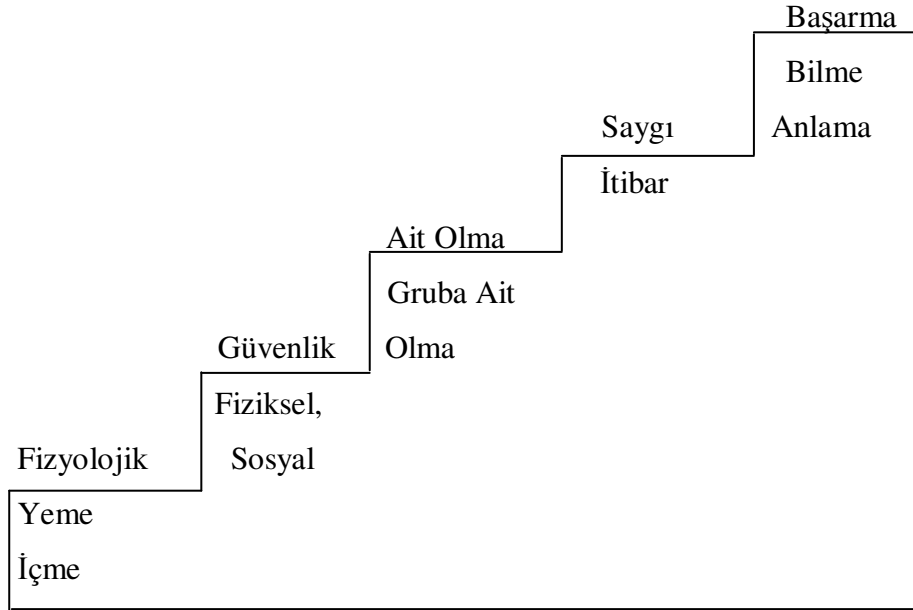 Başarma
Bilme
Anlama
Saygı
İtibar
Ait Olma
Gruba Ait
Olma
Güvenlik
Fiziksel,
Sosyal
Fizyolojik
Yeme
İçme